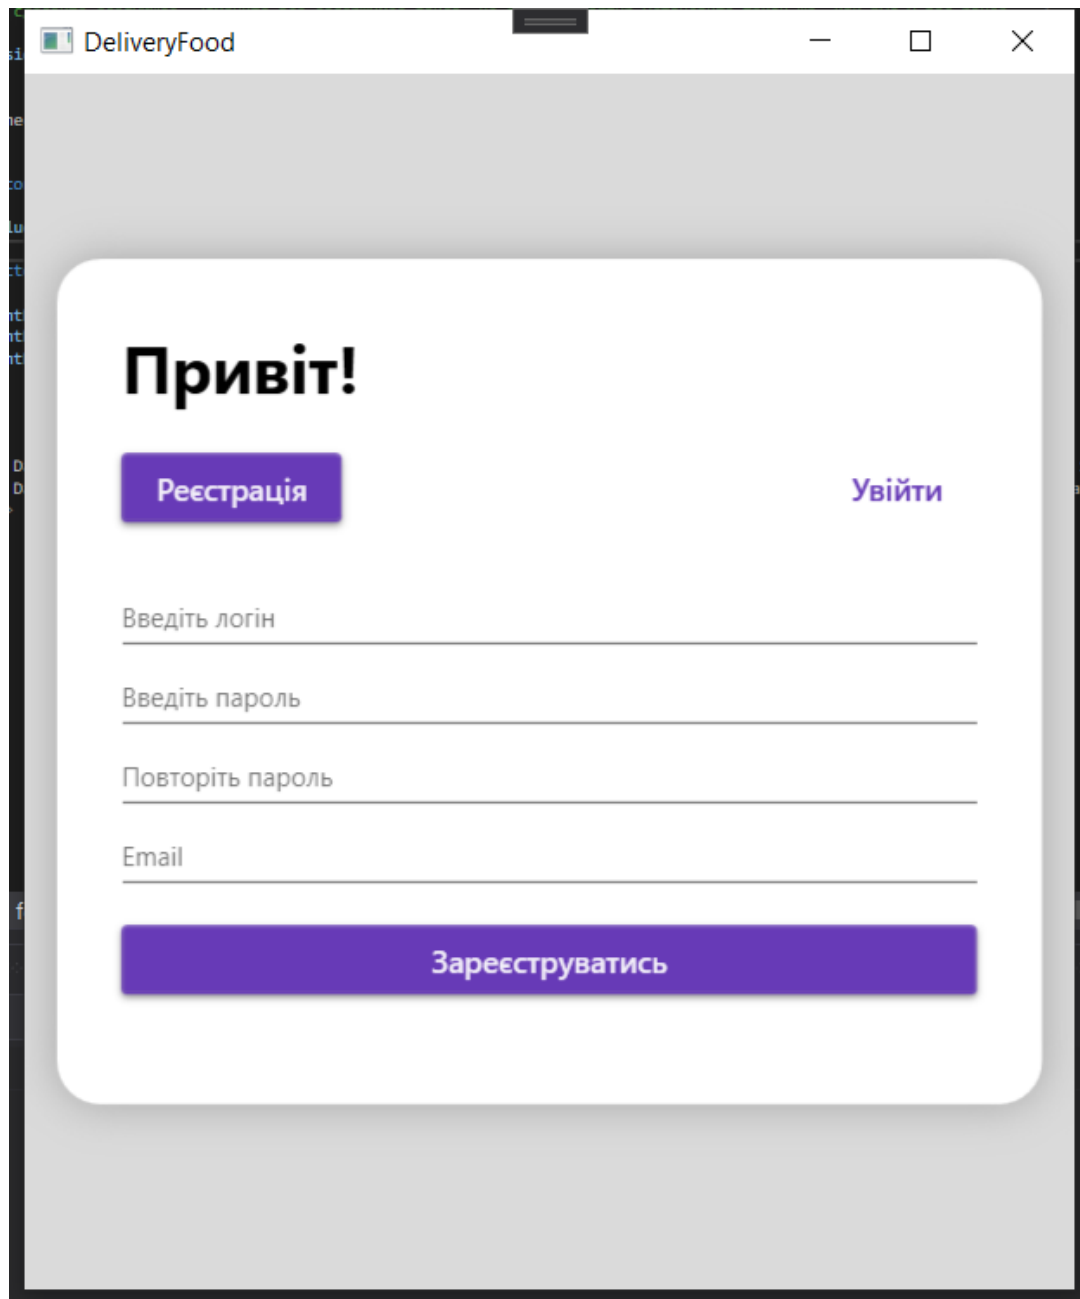 DeliveryFood
Привіт!
Реєстрація
Увійти
Введіть логін
Введіть пароль
Повторіть пароль
Email
Зареєструватись